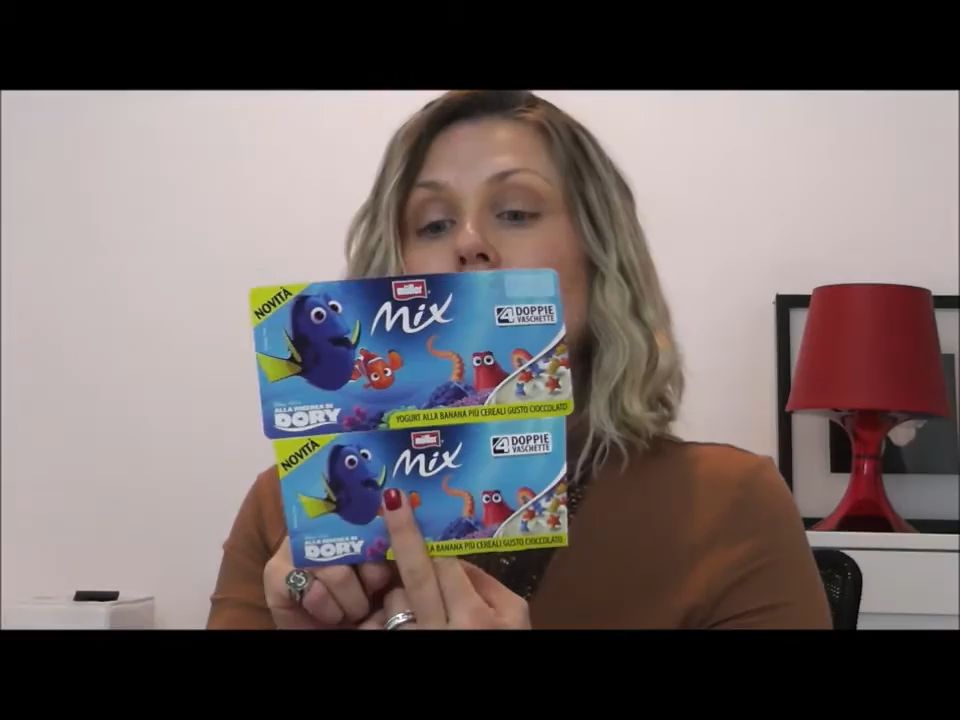 NOVITÀ
müller
mix
4 DOPPIE
VASCHETTE
ALLA RICERCA DI
DORY
YOGURT ALLA BANANA PIÙ CEREALI GUSTO CIOCCOLATO
NOVITÀ
müller
mix
4 DOPPIE
VASCHETTE
ALLA RICERCA DI
DORY
ALLA BANANA PIÙ CEREALI GUSTO CIOCCOLATO